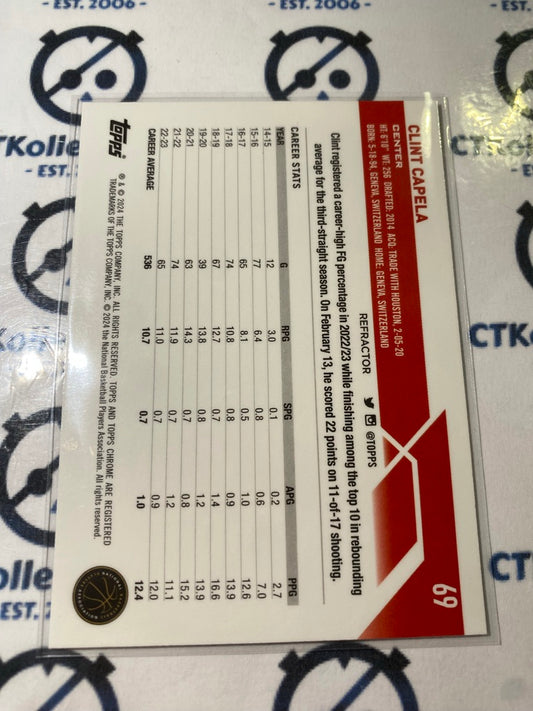 69
CLINT CAPELA
CENTER
HT: 6'10" WT: 256 DRAFTED: 2014 ACQ: TRADE WITH HOUSTON, 2-05-20
BORN: 5-18-94, GENEVA, SWITZERLAND HOME: GENEVA, SWITZERLAND
REFRACTOR @TOPPS
Clint registered a career-high FG percentage in 2022/23 while finishing among the top 10 in rebounding
average for the third-straight season. On February 13, he scored 22 points on 11-of-17 shooting.
CAREER STATS
YEAR G RPG SPG APG PPG
14-15 12 3.0 0.1 0.2 2.7
15-16 77 6.4 0.8 0.6 7.0
16-17 65 8.1 0.5 1.0 12.6
17-18 74 10.8 0.8 0.9 13.9
18-19 67 12.7 0.7 1.4 16.6
19-20 39 13.8 0.8 1.2 13.9
20-21 63 14.3 0.7 0.8 15.2
21-22 74 11.9 0.7 1.2 11.1
22-23 65 11.0 0.7 0.9 12.0
CAREER AVERAGE 536 10.7 0.7 1.0 12.4
topps
® & © 2024 THE TOPPS COMPANY, INC. ALL RIGHTS RESERVED. TOPPS AND TOPPS CHROME ARE REGISTERED
TRADEMARKS OF THE TOPPS COMPANY, INC. © 2024 the National Basketball Players Association. All rights reserved.
- EST. 2006 -
- EST. 2006 -
- EST. 2006 -
CTKollec
CTKo
CTKolle
CTK
EST. 20
- EST.